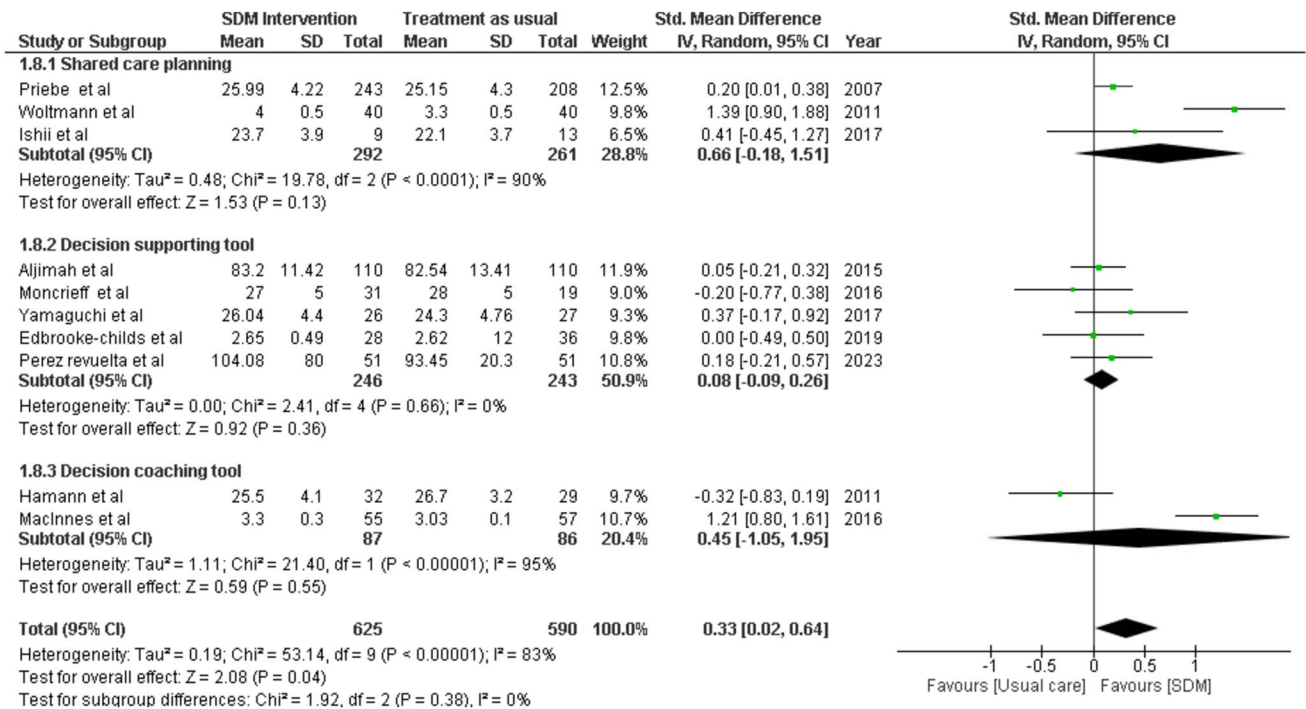 SDM Intervention Treatment as usual Std. Mean Difference Std. Mean Difference
Study or Subgroup Mean SD Total Mean SD Total Weight IV, Random, 95% CI Year IV, Random, 95% CI
1.8.1 Shared care planning
Priebe et al 25.99 4.22 243 25.15 4.3 208 12.5% 0.20 [0.01, 0.38] 2007
Woltmann et al 4 0.5 40 3.3 0.5 40 9.8% 1.39 [0.90, 1.88] 2011
Ishii et al 23.7 3.9 9 22.1 3.7 13 6.5% 0.41 [-0.45, 1.27] 2017
Subtotal (95% CI) 292 261 28.8% 0.66 [-0.18, 1.51]
Heterogeneity: Tau² = 0.48; Chi² = 19.78, df = 2 (P < 0.0001); I² = 90%
Test for overall effect: Z = 1.53 (P = 0.13)
1.8.2 Decision supporting tool
Aljimah et al 83.2 11.42 110 82.54 13.41 110 11.9% 0.05 [-0.21, 0.32] 2015
Moncrieff et al 27 5 31 28 5 19 9.0% -0.20 [-0.77, 0.38] 2016
Yamaguchi et al 26.04 4.4 26 24.3 4.76 27 9.3% 0.37 [-0.17, 0.92] 2017
Edbrooke-childs et al 2.65 0.49 28 2.62 12 36 9.8% 0.00 [-0.49, 0.50] 2019
Perez revuelta et al 104.08 80 51 93.45 20.3 51 10.8% 0.18 [-0.21, 0.57] 2023
Subtotal (95% CI) 246 243 50.9% 0.08 [-0.09, 0.26]
Heterogeneity: Tau² = 0.00; Chi² = 2.41, df = 4 (P = 0.66); I² = 0%
Test for overall effect: Z = 0.92 (P = 0.36)
1.8.3 Decision coaching tool
Hamann et al 25.5 4.1 32 26.7 3.2 29 9.7% -0.32 [-0.83, 0.19] 2011
MacInnes et al 3.3 0.3 55 3.03 0.1 57 10.7% 1.21 [0.80, 1.61] 2016
Subtotal (95% CI) 87 86 20.4% 0.45 [-1.05, 1.95]
Heterogeneity: Tau² = 1.11; Chi² = 21.40, df = 1 (P < 0.00001); I² = 95%
Test for overall effect: Z = 0.59 (P = 0.55)
Total (95% CI) 625 590 100.0% 0.33 [0.02, 0.64]
Heterogeneity: Tau² = 0.19; Chi² = 53.14, df = 9 (P < 0.00001); I² = 83%
Test for overall effect: Z = 2.08 (P = 0.04)
Test for subgroup differences: Chi² = 1.92, df = 2 (P = 0.38), I² = 0%
-1 -0.5 0 0.5 1
Favours [Usual care] Favours [SDM]